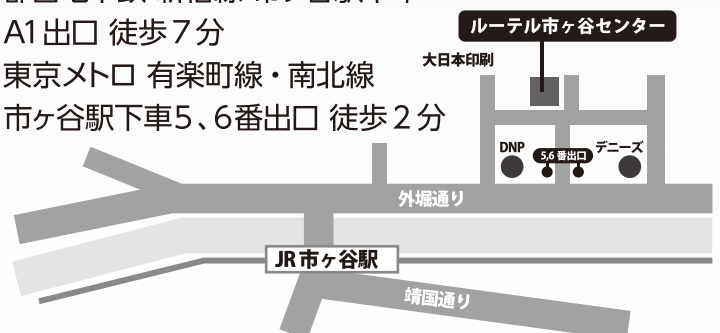 A1出口 徒歩7分
東京メトロ 有楽町線・南北線
市ヶ谷駅下車5、6番出口 徒歩2分
ルーテル市ヶ谷センター
大日本印刷
DNP
5,6番出口
デニーズ
外堀通り
JR市ヶ谷駅
靖国通り